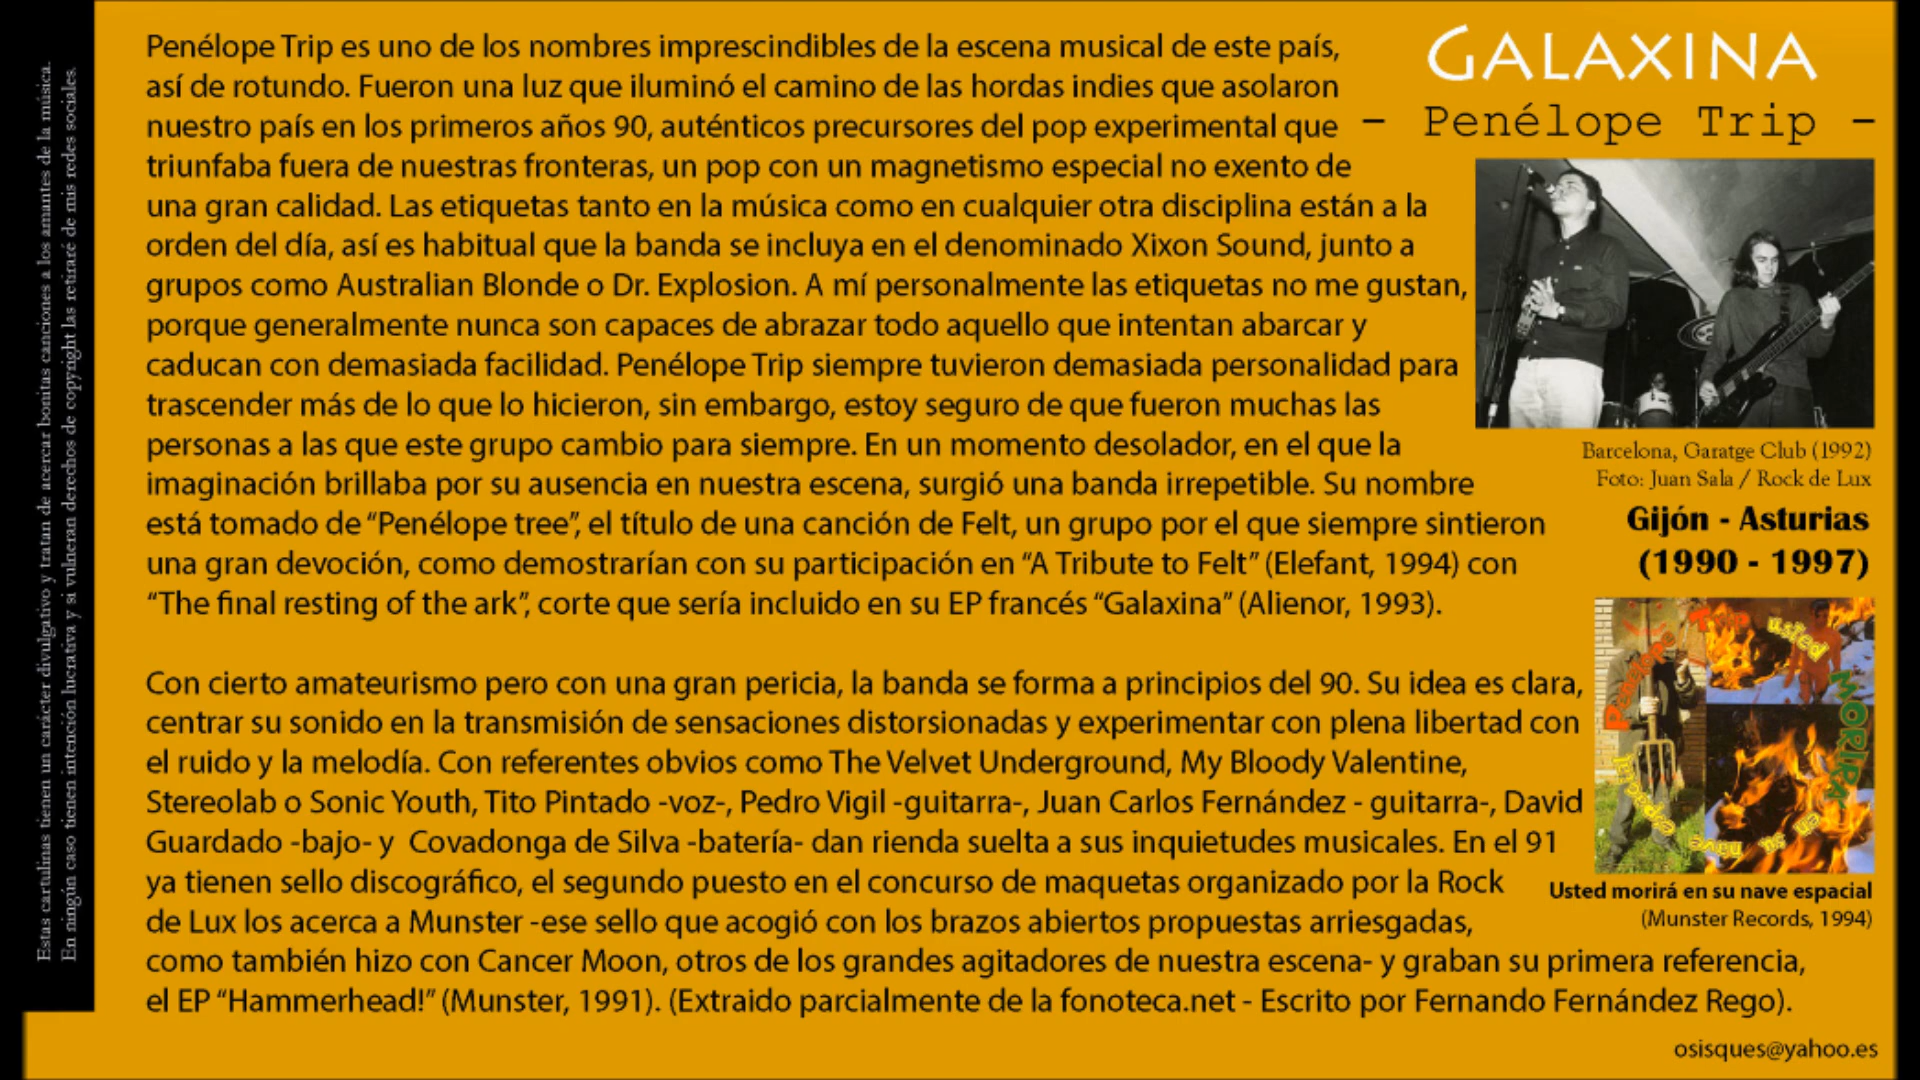 Estas cartulinas tienen un carácter divulgativo y tratan de acercar bonitas canciones a los amantes de la música.
En ningún caso tienen intención lucrativa y si vulneran derechos de copyright las retiraré de mis redes sociales.
Penélope Trip es uno de los nombres imprescindibles de la escena musical de este país,
así de rotundo. Fueron una luz que iluminó el camino de las hordas indies que asolaron
nuestro país en los primeros años 90, auténticos precursores del pop experimental que
triunfaba fuera de nuestras fronteras, un pop con un magnetismo especial no exento de
una gran calidad. Las etiquetas tanto en la música como en cualquier otra disciplina están a la
orden del día, así es habitual que la banda se incluya en el denominado Xixon Sound, junto a
grupos como Australian Blonde o Dr. Explosion. A mí personalmente las etiquetas no me gustan,
porque generalmente nunca son capaces de abrazar todo aquello que intentan abarcar y
caducan con demasiada facilidad. Penélope Trip siempre tuvieron demasiada personalidad para
trascender más de lo que lo hicieron, sin embargo, estoy seguro de que fueron muchas las
personas a las que este grupo cambio para siempre. En un momento desolador, en el que la
imaginación brillaba por su ausencia en nuestra escena, surgió una banda irrepetible. Su nombre
está tomado de “Penélope tree”, el título de una canción de Felt, un grupo por el que siempre sintieron
una gran devoción, como demostrarían con su participación en “A Tribute to Felt” (Elefant, 1994) con
“The final resting of the ark”, corte que sería incluido en su EP francés “Galaxina” (Alienor, 1993).
Con cierto amateurismo pero con una gran pericia, la banda se forma a principios del 90. Su idea es clara,
centrar su sonido en la transmisión de sensaciones distorsionadas y experimentar con plena libertad con
el ruido y la melodía. Con referentes obvios como The Velvet Underground, My Bloody Valentine,
Stereolab o Sonic Youth, Tito Pintado -voz-, Pedro Vigil -guitarra-, Juan Carlos Fernández - guitarra-, David
Guardado -bajo- y  Covadonga de Silva -batería- dan rienda suelta a sus inquietudes musicales. En el 91
ya tienen sello discográfico, el segundo puesto en el concurso de maquetas organizado por la Rock
de Lux los acerca a Munster -ese sello que acogió con los brazos abiertos propuestas arriesgadas,
como también hizo con Cancer Moon, otros de los grandes agitadores de nuestra escena- y graban su primera referencia,
el EP “Hammerhead!” (Munster, 1991). (Extraido parcialmente de la fonoteca.net - Escrito por Fernando Fernández Rego).
GALAXINA
- Penélope Trip -
Barcelona, Garatge Club (1992)
Foto: Juan Sala / Rock de Lux
Gijón - Asturias
(1990 - 1997)
Penelope Trip usted MORIRÁ en su nave espacial
Usted morirá en su nave espacial
(Munster Records, 1994)
osisques@yahoo.es